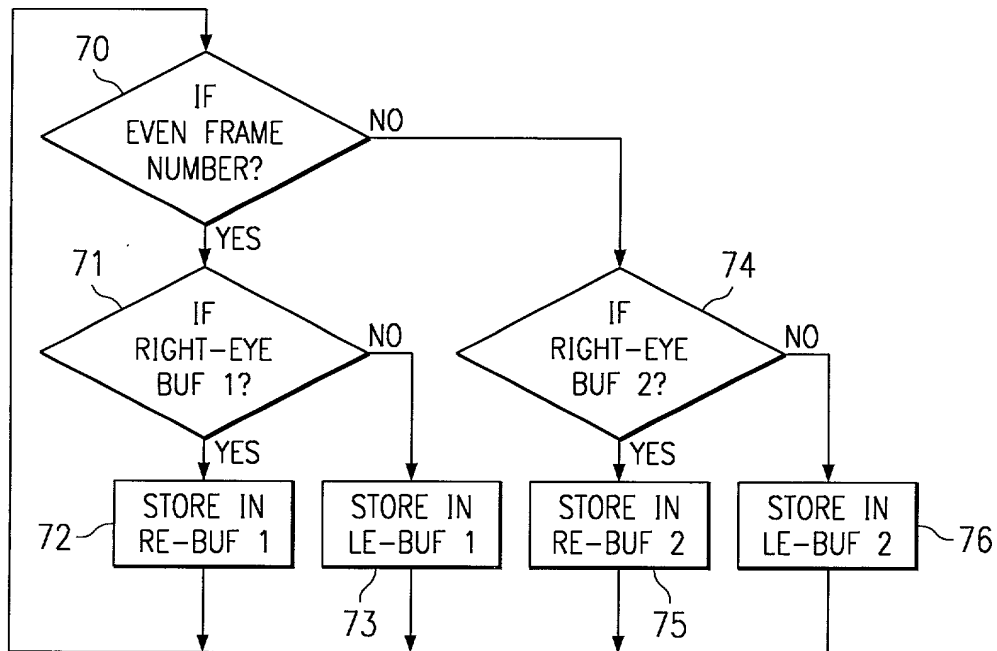 70
IF
EVEN FRAME
NUMBER?
NO
YES
71
IF
RIGHT-EYE
BUF 1?
NO
YES
74
IF
RIGHT-EYE
BUF 2?
NO
YES
72
STORE IN
RE-BUF 1
STORE IN
LE-BUF 1
73
STORE IN
RE-BUF 2
75
STORE IN
LE-BUF 2
76